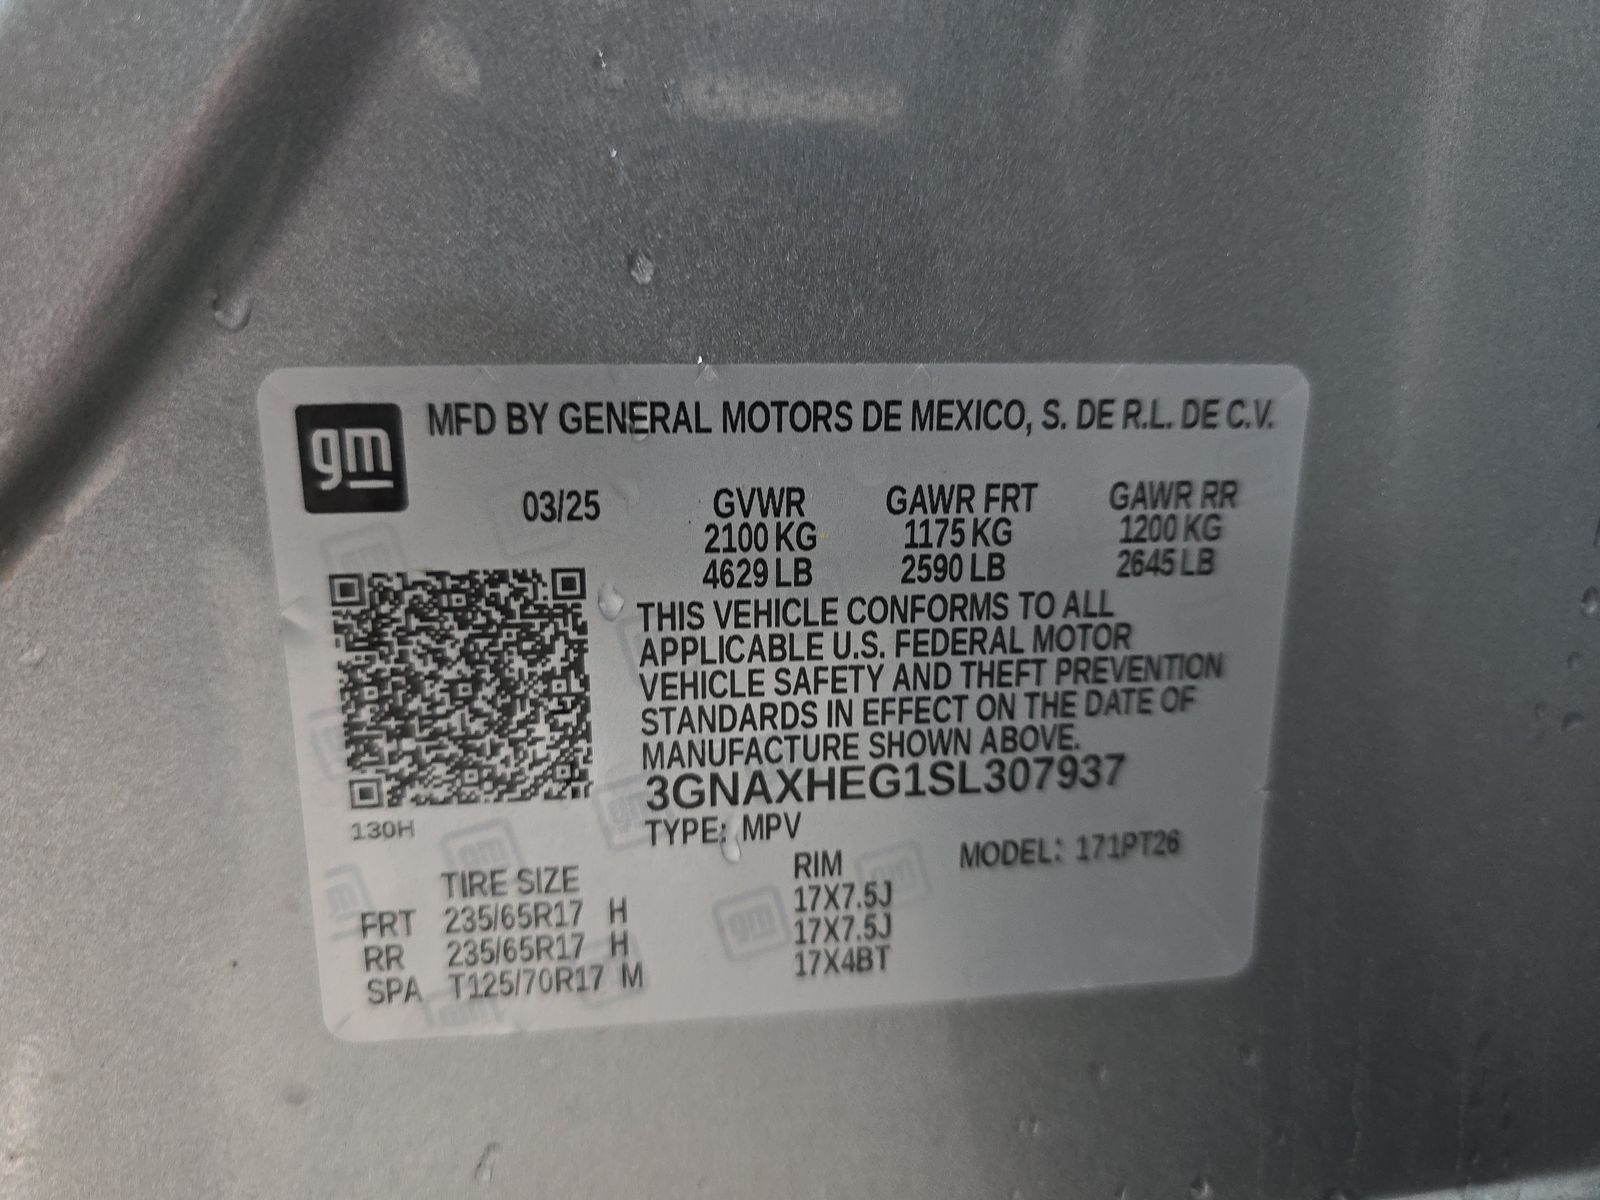 gm
MFD BY GENERAL MOTORS DE MEXICO, S. DE R.L. DE C.V.
03/25 GVWR GAWR FRT GAWR RR
2100 KG 1175 KG 1200 KG
4629 LB 2590 LB 2645 LB
THIS VEHICLE CONFORMS TO ALL
APPLICABLE U.S. FEDERAL MOTOR
VEHICLE SAFETY AND THEFT PREVENTION
STANDARDS IN EFFECT ON THE DATE OF
MANUFACTURE SHOWN ABOVE.
3GNAXHEG1SL307937
130H
TYPE: MPV
MODEL: 171PT26
TIRE SIZE RIM
FRT 235/65R17 H 17X7.5J
RR 235/65R17 H 17X7.5J
SPA T125/70R17 M 17X4BT